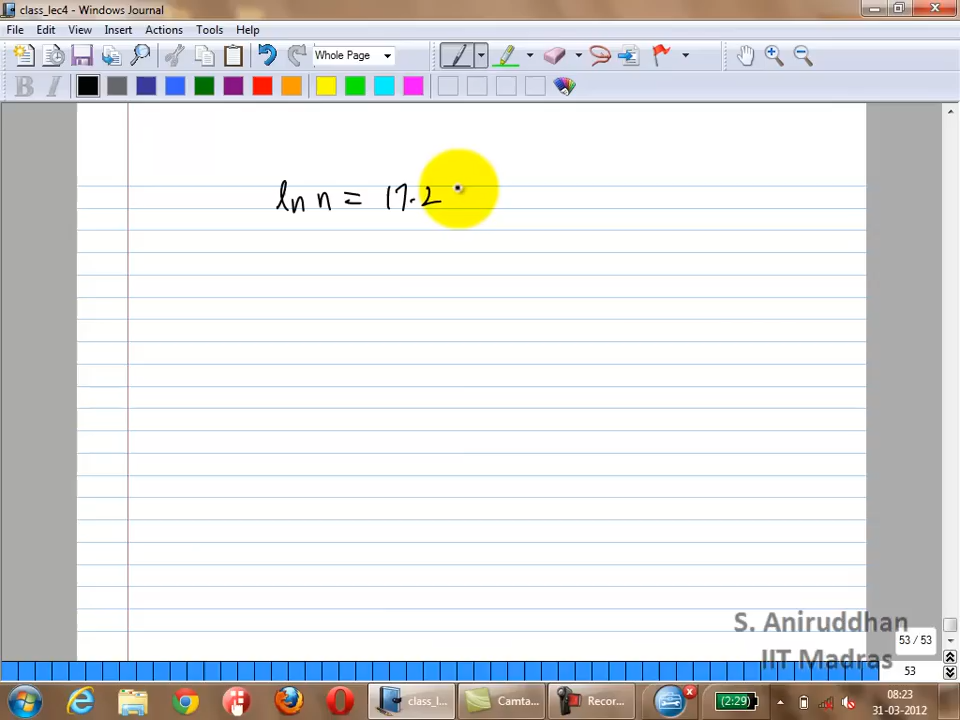 class_lec4 - Windows Journal
File Edit View Insert Actions Tools Help
Whole Page
B I
ln n = 17.2
S. Aniruddhan
IIT Madras
53 / 53
53
class_l... Camta... Recor... (2:29) 08:23
31-03-2012